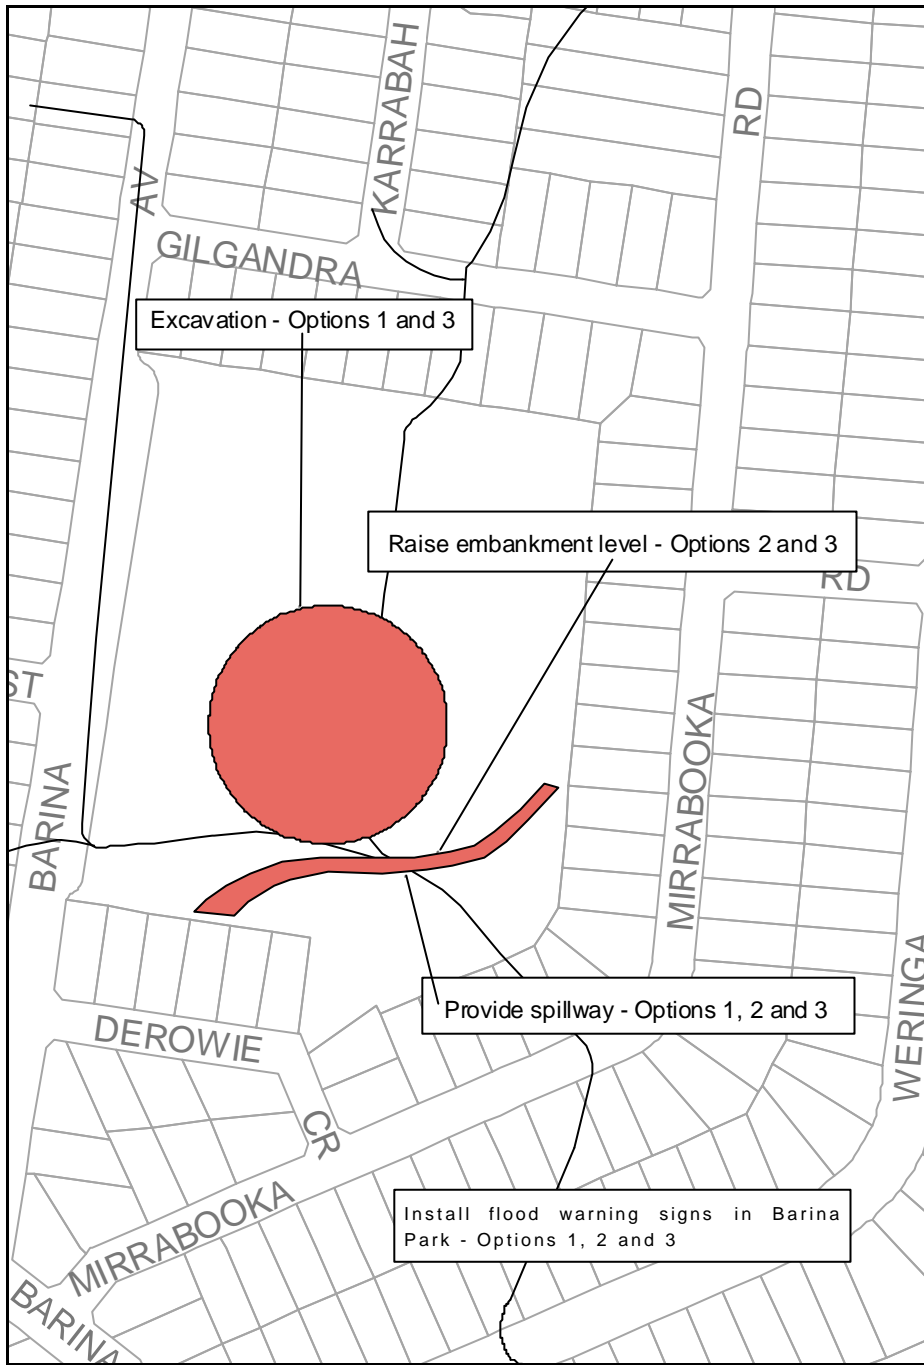 KARRABAH
RD
AV
GILGANDRA
Excavation - Options 1 and 3
Raise embankment level - Options 2 and 3
RD
ST
MIRRABOOKA
BARINA
WERINGA
Provide spillway - Options 1, 2 and 3
DEROWIE
CR
Install flood warning signs in Barina
Park - Options 1, 2 and 3
MIRRABOOKA
BARINA